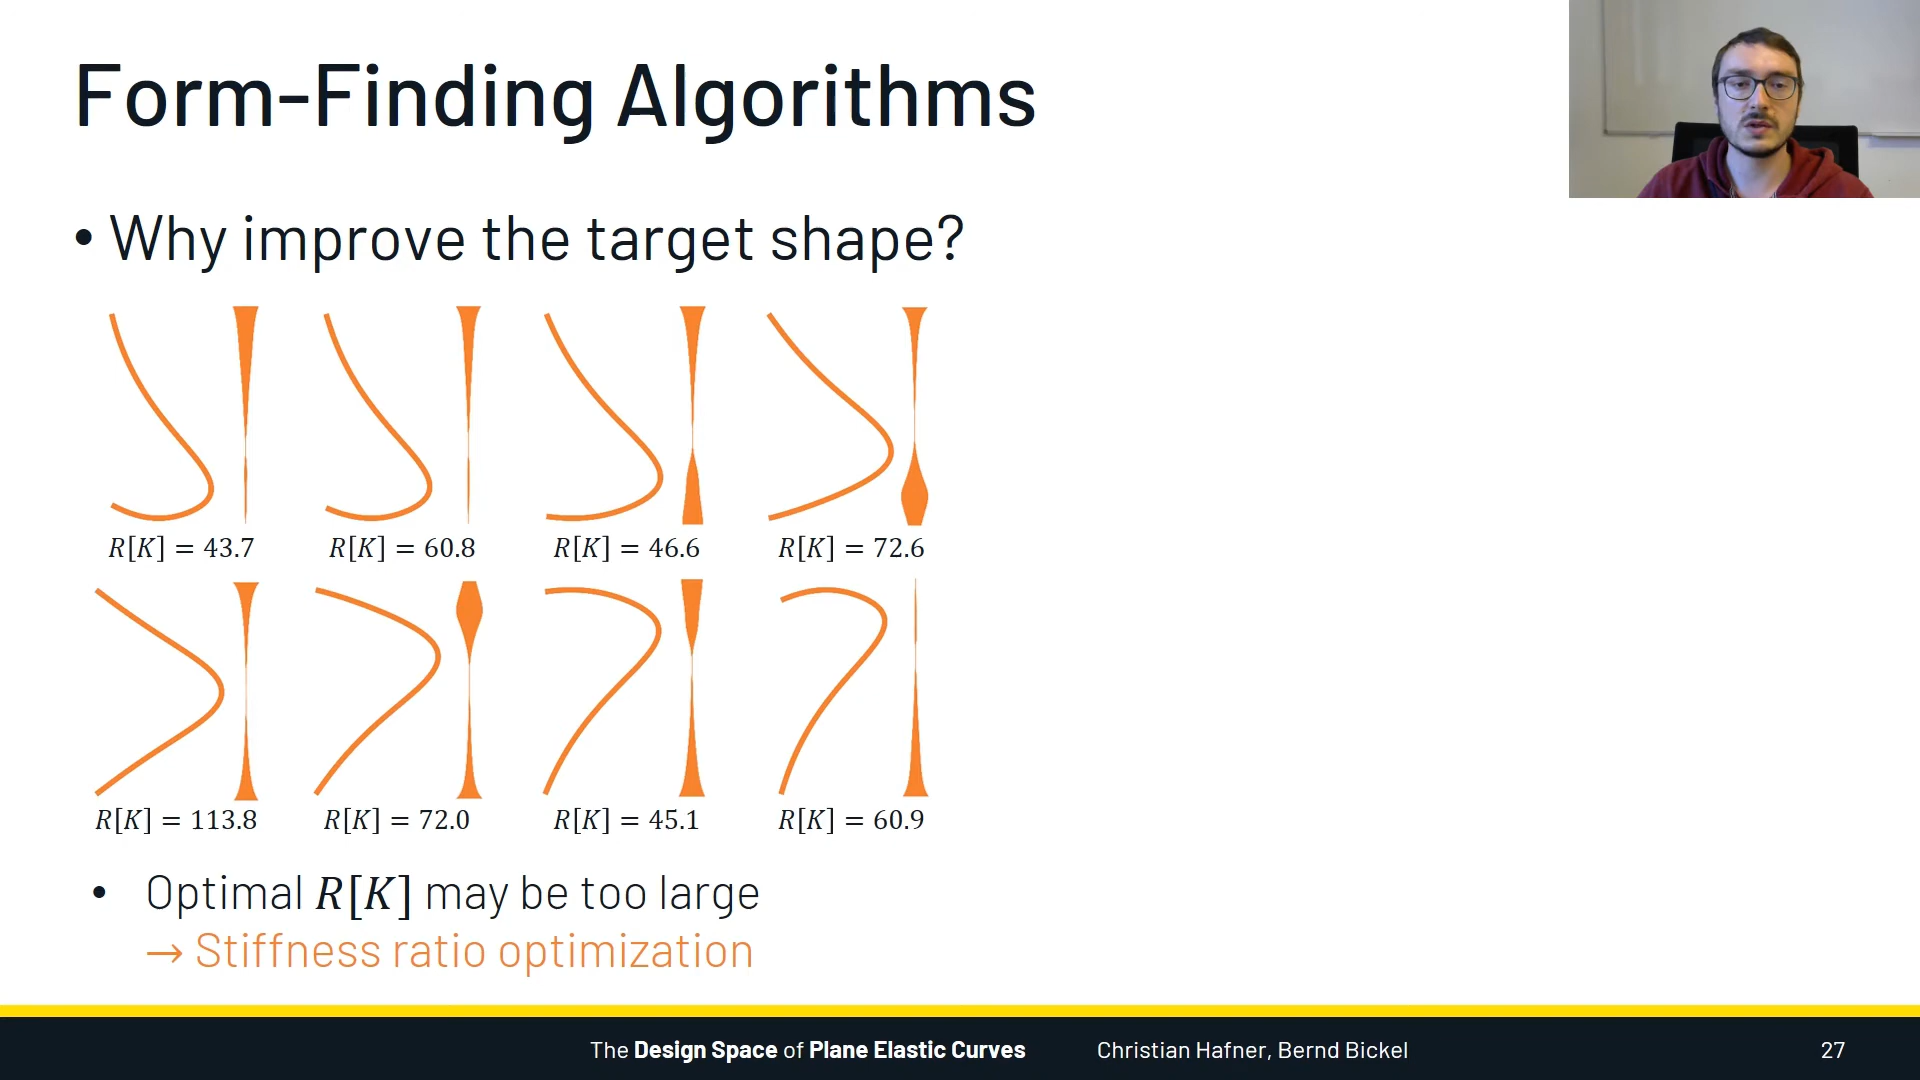 Form-Finding Algorithms
• Why improve the target shape?
R[K] = 43.7
R[K] = 60.8
R[K] = 46.6
R[K] = 72.6
R[K] = 113.8
R[K] = 72.0
R[K] = 45.1
R[K] = 60.9
• Optimal R[K] may be too large
→ Stiffness ratio optimization
The Design Space of Plane Elastic Curves
Christian Hafner, Bernd Bickel
27